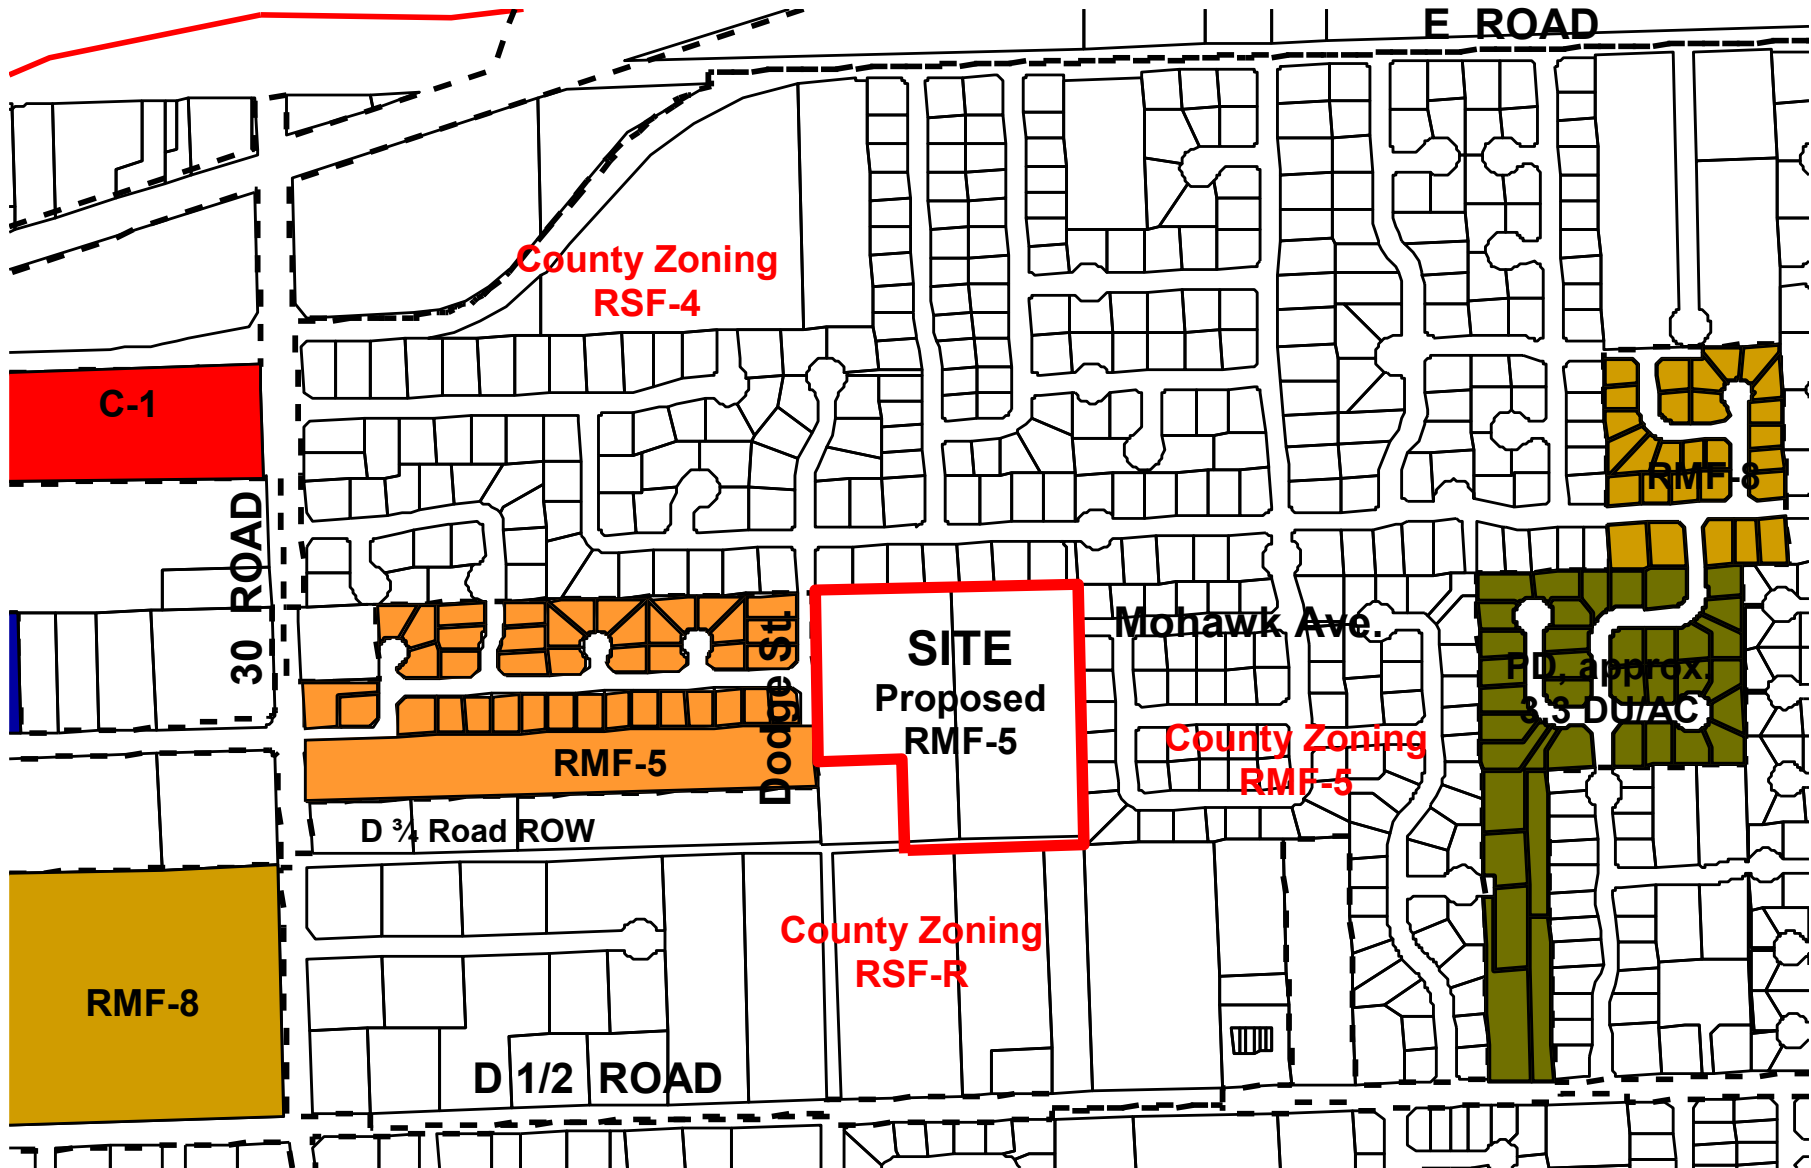 E ROAD
County Zoning
RSF-4
C-1
30 ROAD
RMF-8
Dodge St.
SITE
Proposed
RMF-5
Mohawk Ave.
PD, approx.
3.3 DU/AC
County Zoning
RMF-5
RMF-5
D ¾ Road ROW
County Zoning
RSF-R
RMF-8
D 1/2 ROAD